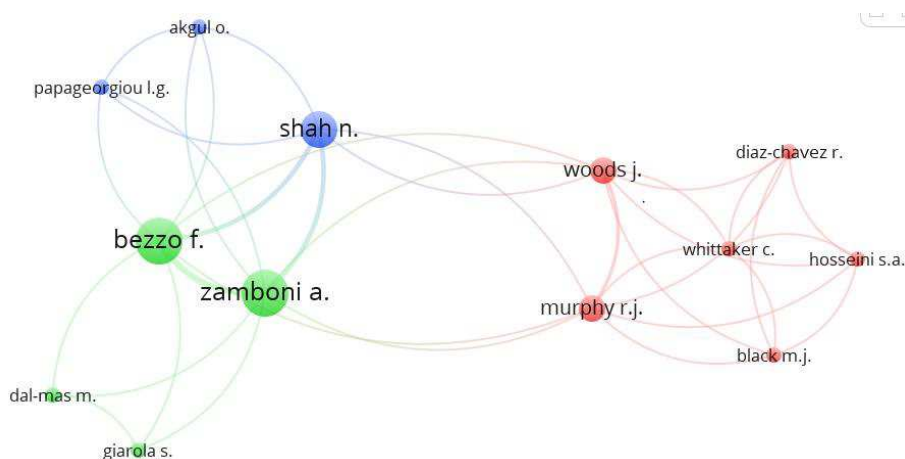 akgul o.
papageorgiou l.g.
shah n.
woods j.
diaz-chavez r.
bezzo f.
whittaker c.
hosseini s.a.
zamboni a.
murphy r.j.
black m.j.
dal-mas m.
giarola s.